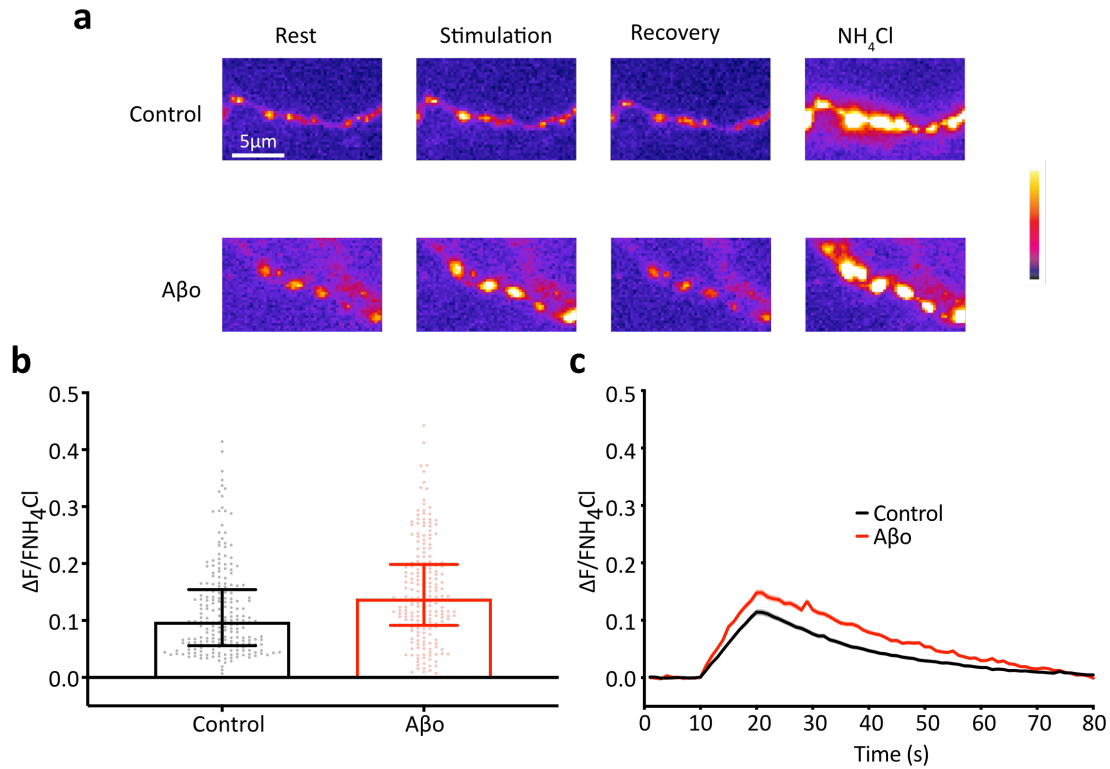 a
Rest Stimulation Recovery NH₄Cl
Control
5μm
Aβo
b
0.5
0.4
0.3
0.2
0.1
0.0
ΔF/FNH₄Cl
Control Aβo
c
0.5
0.4
0.3
0.2
0.1
0.0
ΔF/FNH₄Cl
Control
Aβo
0 10 20 30 40 50 60 70 80
Time (s)